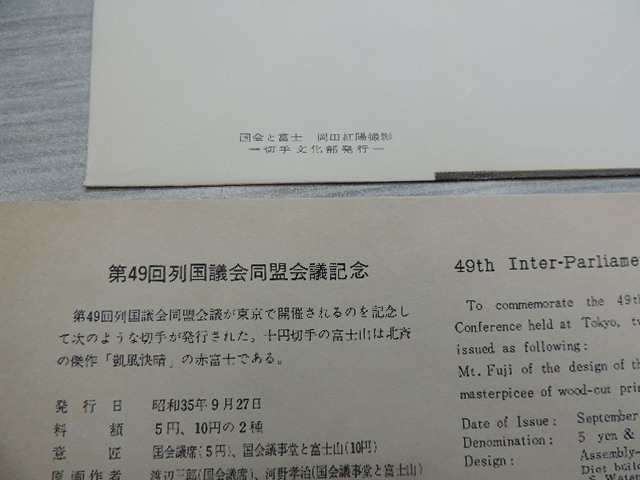 国会と富士 岡田紅陽撮影
―切手文化部発行―
第49回列国議会同盟会議記念
第49回列国議会同盟会議が東京で開催されるのを記念し
て次のような切手が発行された。十円切手の富士山は北斉
の傑作「凱風快晴」の赤富士である。
発行日 昭和35年9月27日
料額 5円、10円の2種
意匠 国会議席(5円)、国会議事堂と富士山(10円)
原画作者 渡辺三郎(国会議席)、河野孝治(国会議事堂と富士山)
49th Inter-Parliame
To commemorate the 49th
Conference held at Tokyo, t
issued as following:
Mt. Fuji of the design of th
masterpicee of wood-cut prin
Date of Issue: September
Denomination: 5 yen &
Design: Assembly-
Diet buil